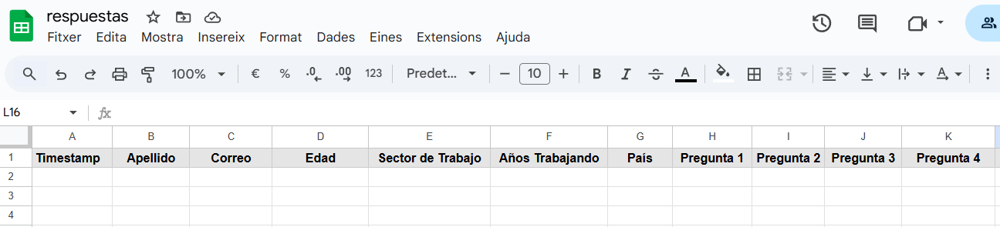 respuestas
Fitxer Edita Mostra Insereix Format Dades Eines Extensions Ajuda
100% € % .0 .00 123 Predet... 10 B I S A A
L16 fx
A B C D E F G H I J K
1 Timestamp Apellido Correo Edad Sector de Trabajo Años Trabajando País Pregunta 1 Pregunta 2 Pregunta 3 Pregunta 4
2
3
4